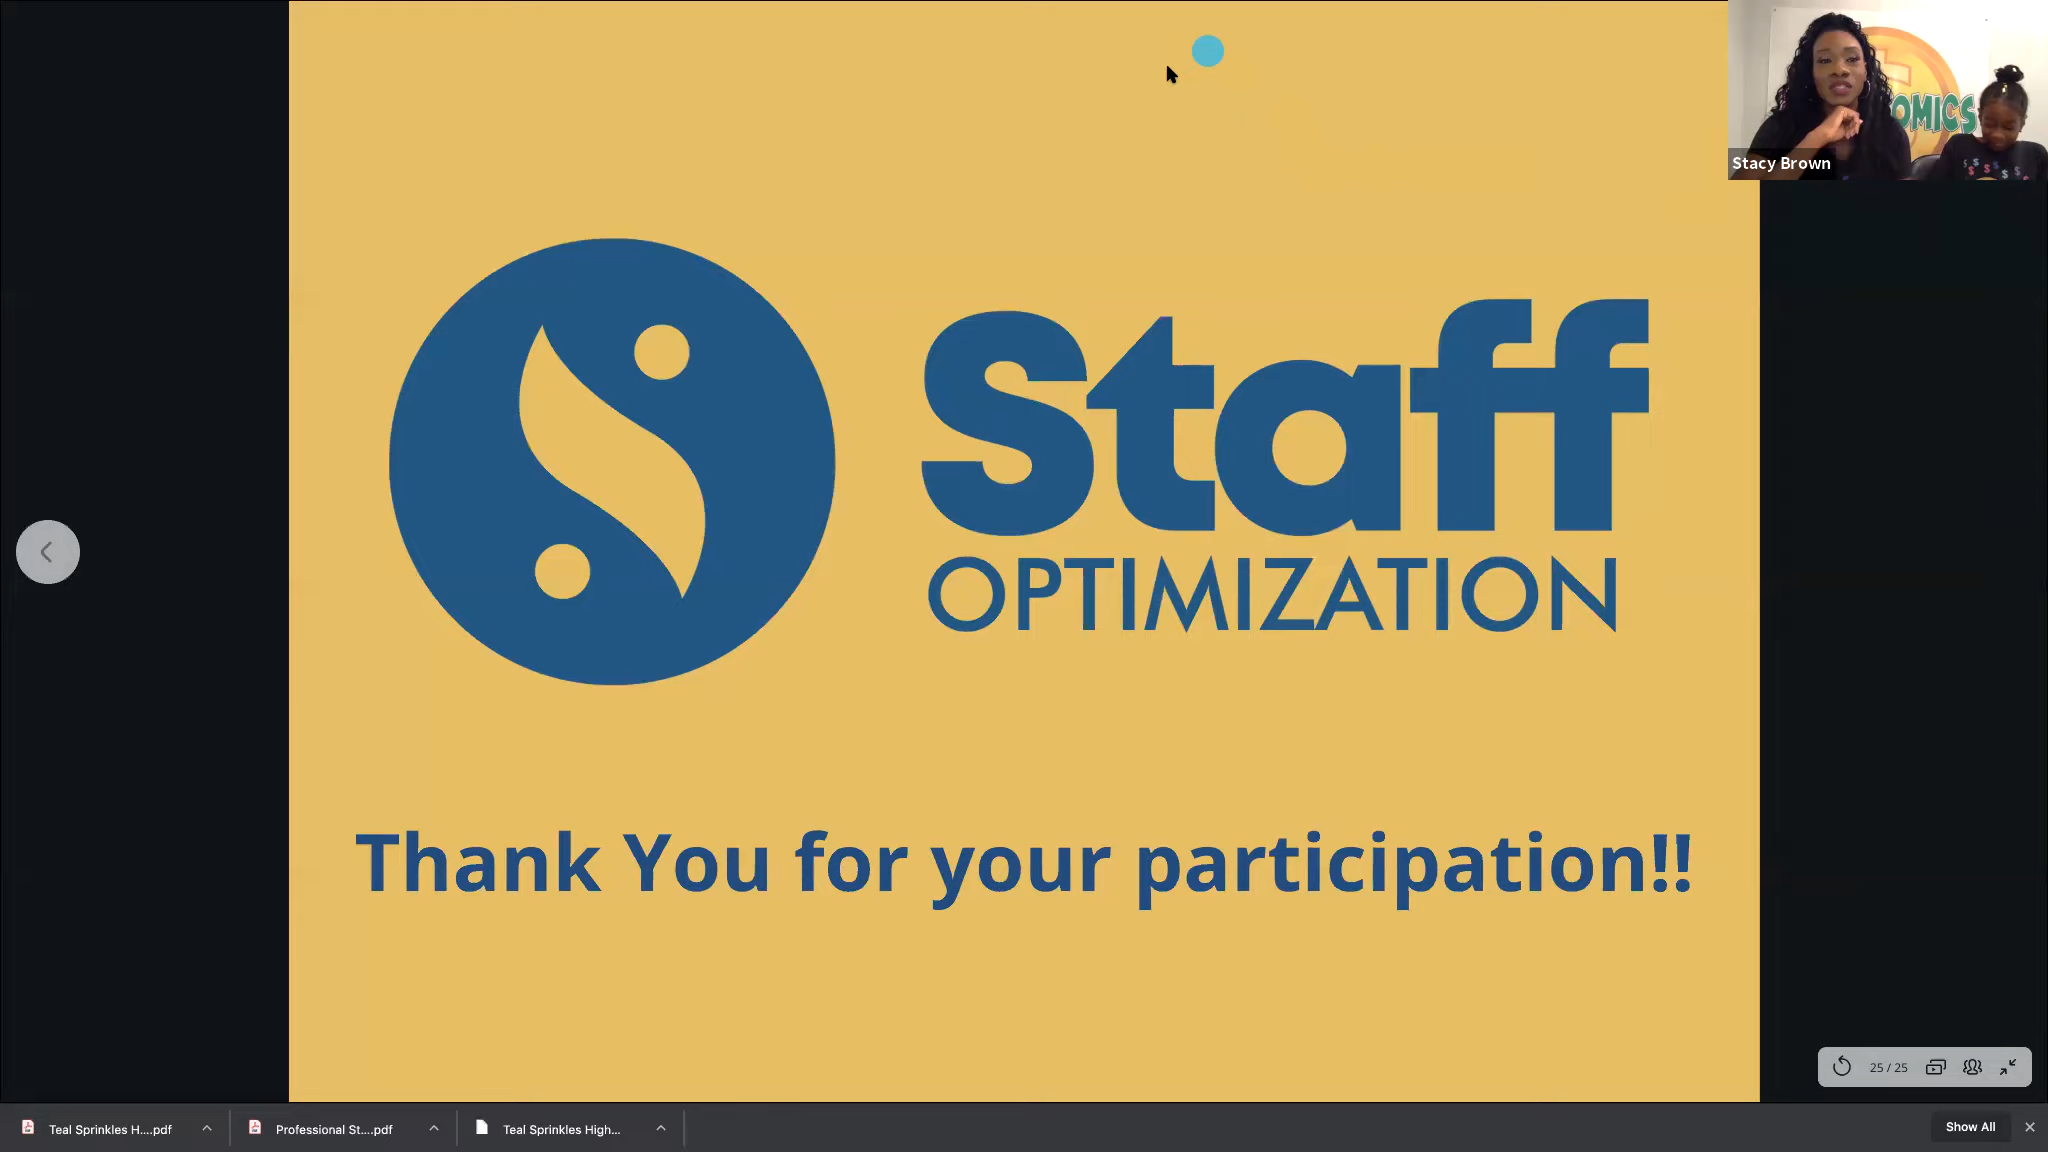 OMICS
Stacy Brown
Staff
OPTIMIZATION
Thank You for your participation!!
25 / 25
Teal Sprinkles H....pdf
Professional St....pdf
Teal Sprinkles High...
Show All